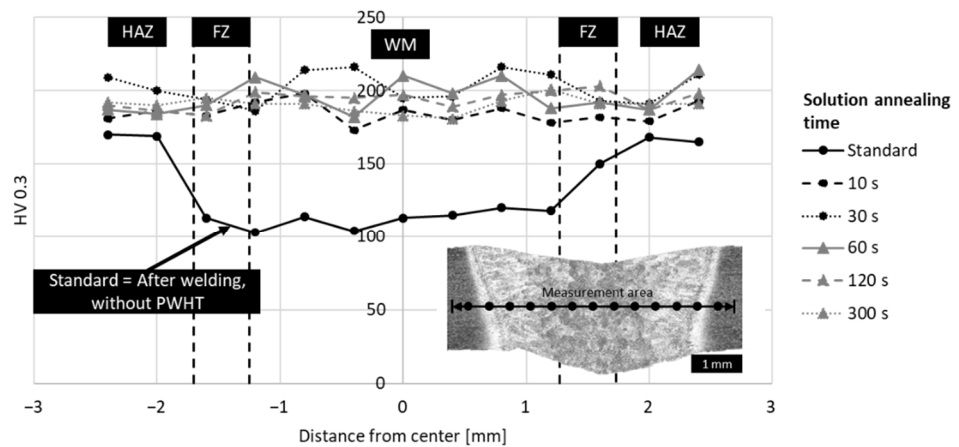 250
HAZ
FZ
WM
FZ
HAZ
200
150
100
50
0
HV 0.3
Standard = After welding,
without PWHT
Measurement area
1 mm
−3
−2
−1
0
1
2
3
Distance from center [mm]
Solution annealing
time
Standard
10 s
30 s
60 s
120 s
300 s